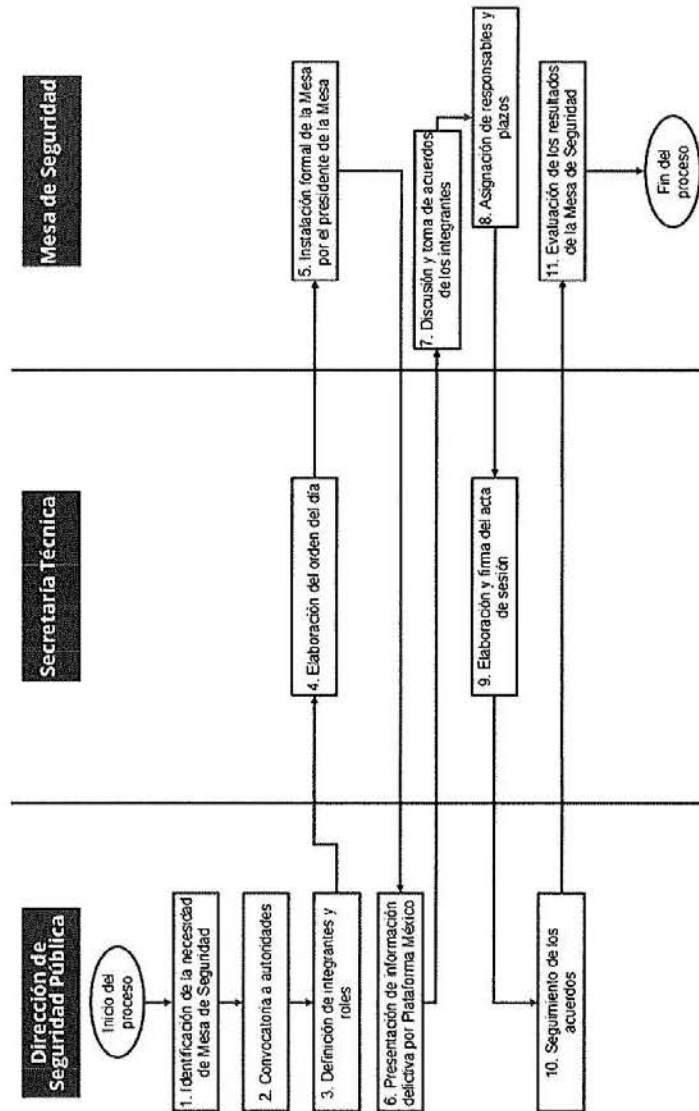 Dirección de
Seguridad Pública
Secretaría Técnica
Mesa de Seguridad
Inicio del
proceso
1. Identificación de la necesidad
de Mesa de Seguridad
2. Convocatoria a autoridades
3. Definición de integrantes y
roles
4. Elaboración del orden del día
5. Instalación formal de la Mesa
por el presidente de la Mesa
6. Presentación de información
delictiva por Plataforma México
7. Discusión y toma de acuerdos
de los integrantes
8. Asignación de responsables y
plazos
9. Elaboración y firma del acta
de sesión
10. Seguimiento de los
acuerdos
11. Evaluación de los resultados
de la Mesa de Seguridad
Fin del
proceso